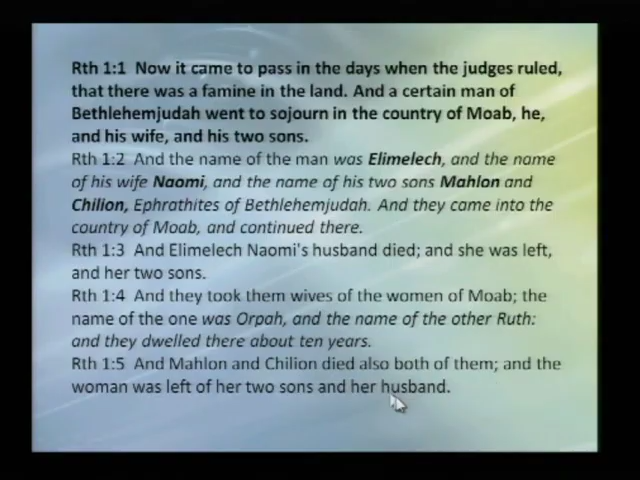 Rth 1:1 Now it came to pass in the days when the judges ruled,
that there was a famine in the land. And a certain man of
Bethlehemjudah went to sojourn in the country of Moab, he,
and his wife, and his two sons.
Rth 1:2 And the name of the man was Elimelech, and the name
of his wife Naomi, and the name of his two sons Mahlon and
Chilion, Ephrathites of Bethlehemjudah. And they came into the
country of Moab, and continued there.
Rth 1:3 And Elimelech Naomi's husband died; and she was left,
and her two sons.
Rth 1:4 And they took them wives of the women of Moab; the
name of the one was Orpah, and the name of the other Ruth:
and they dwelled there about ten years.
Rth 1:5 And Mahlon and Chilion died also both of them; and the
woman was left of her two sons and her husband.